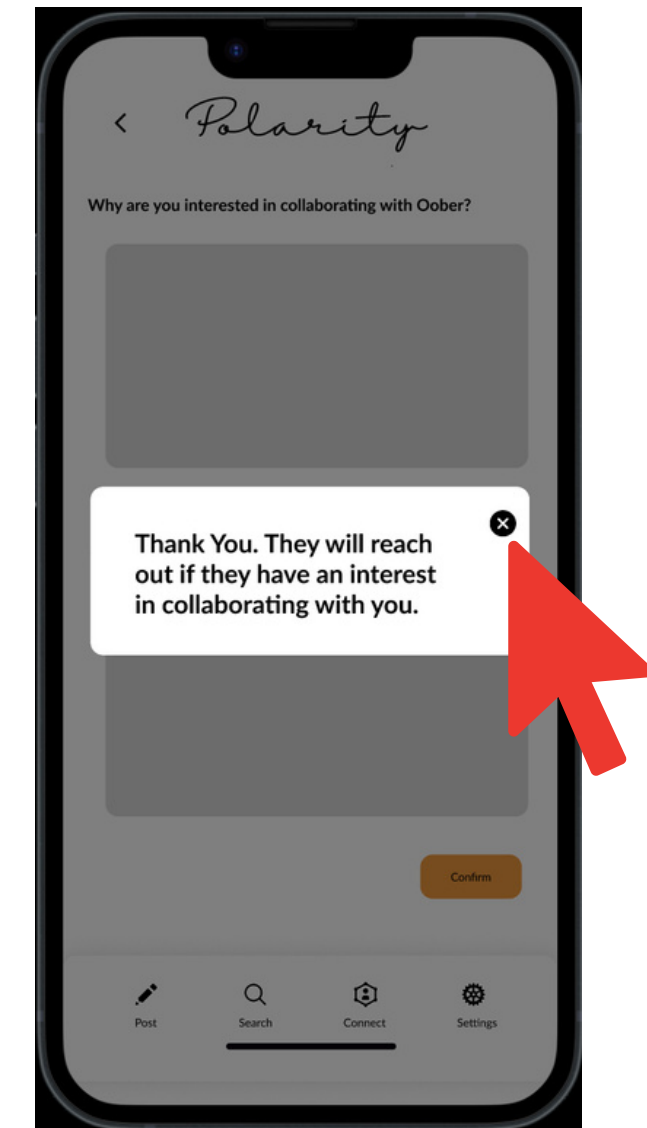 Polarity
Why are you interested in collaborating with Oober?
Thank You. They will reach
out if they have an interest
in collaborating with you.
Confirm
Post
Search
Connect
Settings